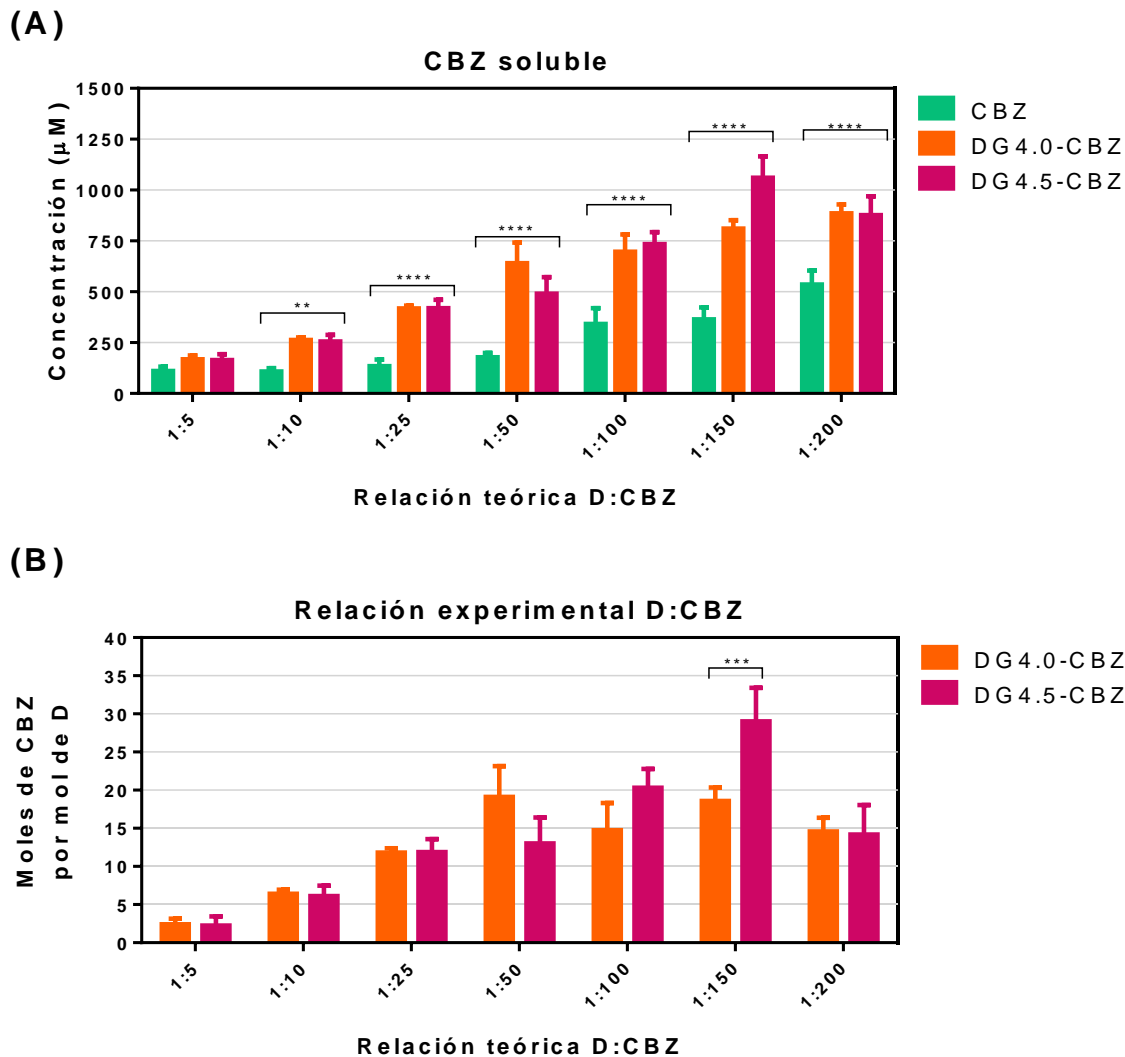 (A)
CBZ soluble
Concentración (µM)
1500
1250
1000
750
500
250
0
**
****
****
****
****
****
1:5
1:10
1:25
1:50
1:100
1:150
1:200
Relación teórica D:CBZ
CBZ
DG4.0-CBZ
DG4.5-CBZ
(B)
Relación experimental D:CBZ
Moles de CBZ
por mol de D
40
35
30
25
20
15
10
5
0
***
1:5
1:10
1:25
1:50
1:100
1:150
1:200
Relación teórica D:CBZ
DG4.0-CBZ
DG4.5-CBZ